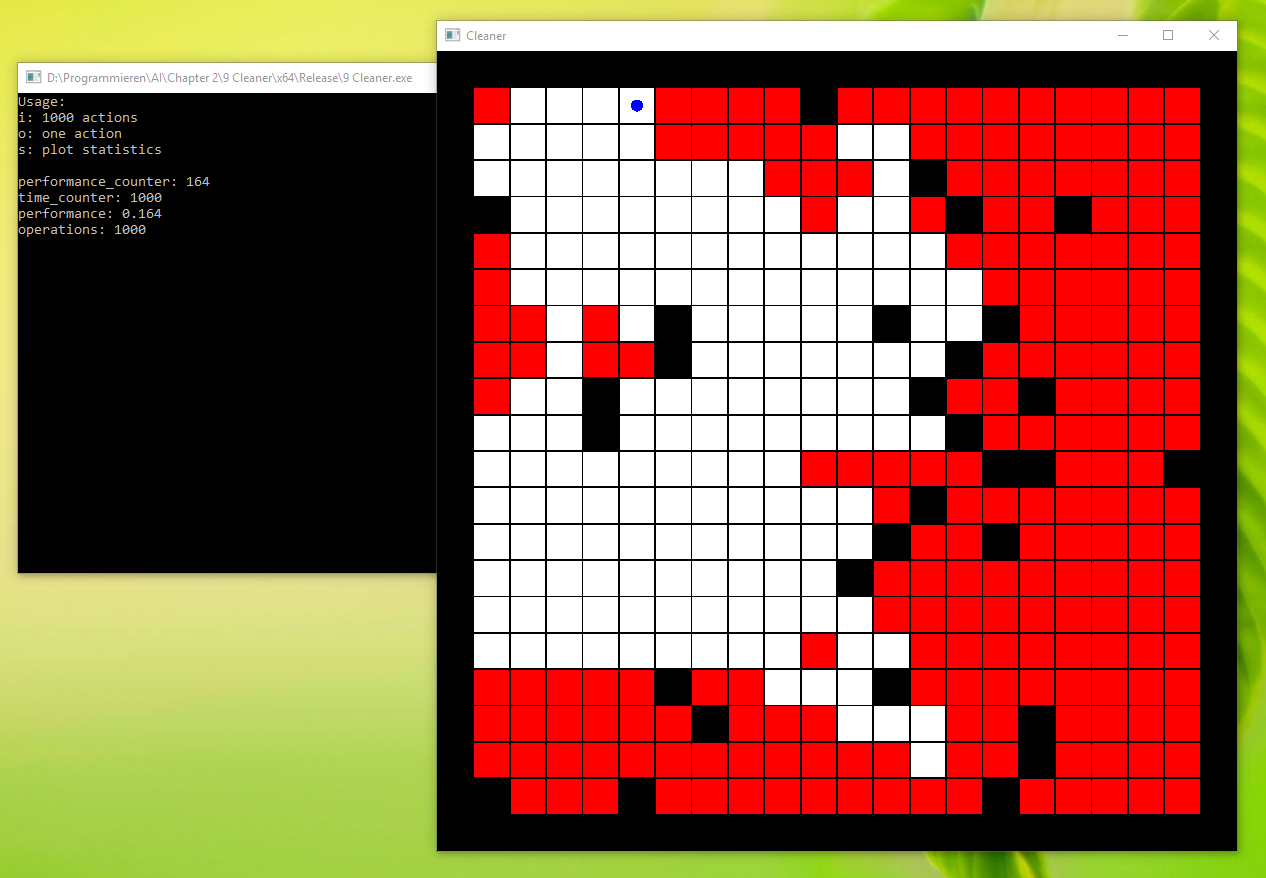 Cleaner
D:\Programmieren\AI\Chapter 2\9 Cleaner\x64\Release\9 Cleaner.exe
Usage:
i: 1000 actions
o: one action
s: plot statistics
performance_counter: 164
time_counter: 1000
performance: 0.164
operations: 1000